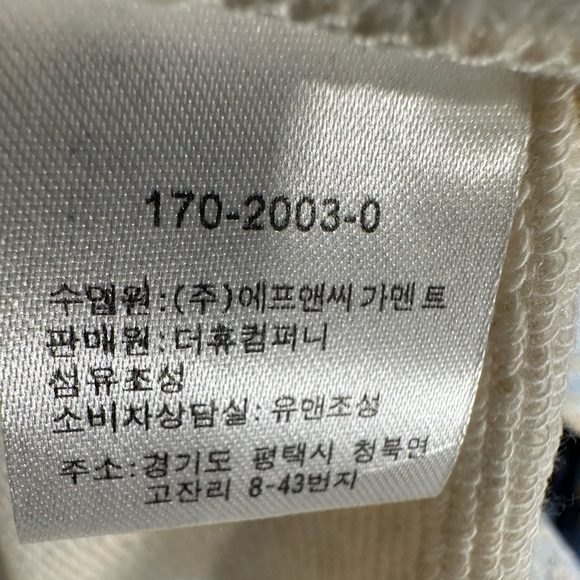 170-2003-0
수입원:(주)에프앤씨가멘트
판매원:더휴컴퍼니
섬유조성
소비자상담실:유앤조성
주소:경기도 평택시 청북면
고잔리 8-43번지